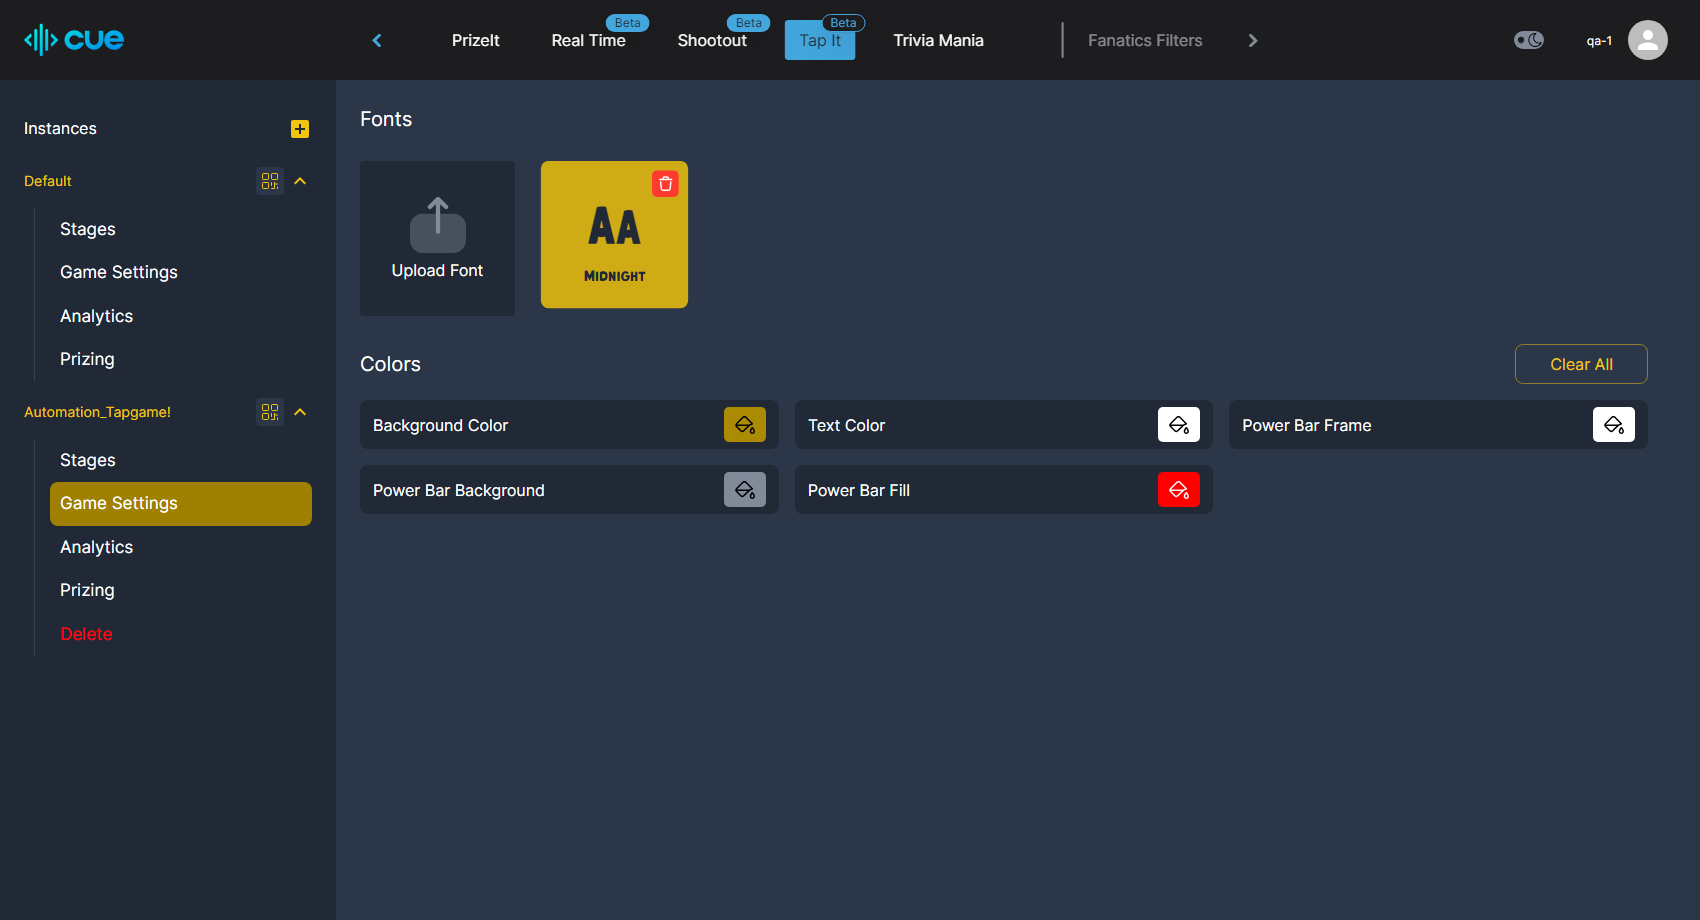 cue
PrizeIt
Real Time
Beta
Shootout
Beta
Tap It
Beta
Trivia Mania
Fanatics Filters
qa-1
Instances
Default
Stages
Game Settings
Analytics
Prizing
Automation_Tapgame!
Stages
Game Settings
Analytics
Prizing
Delete
Fonts
Upload Font
AA
MIDNIGHT
Colors
Clear All
Background Color
Text Color
Power Bar Frame
Power Bar Background
Power Bar Fill